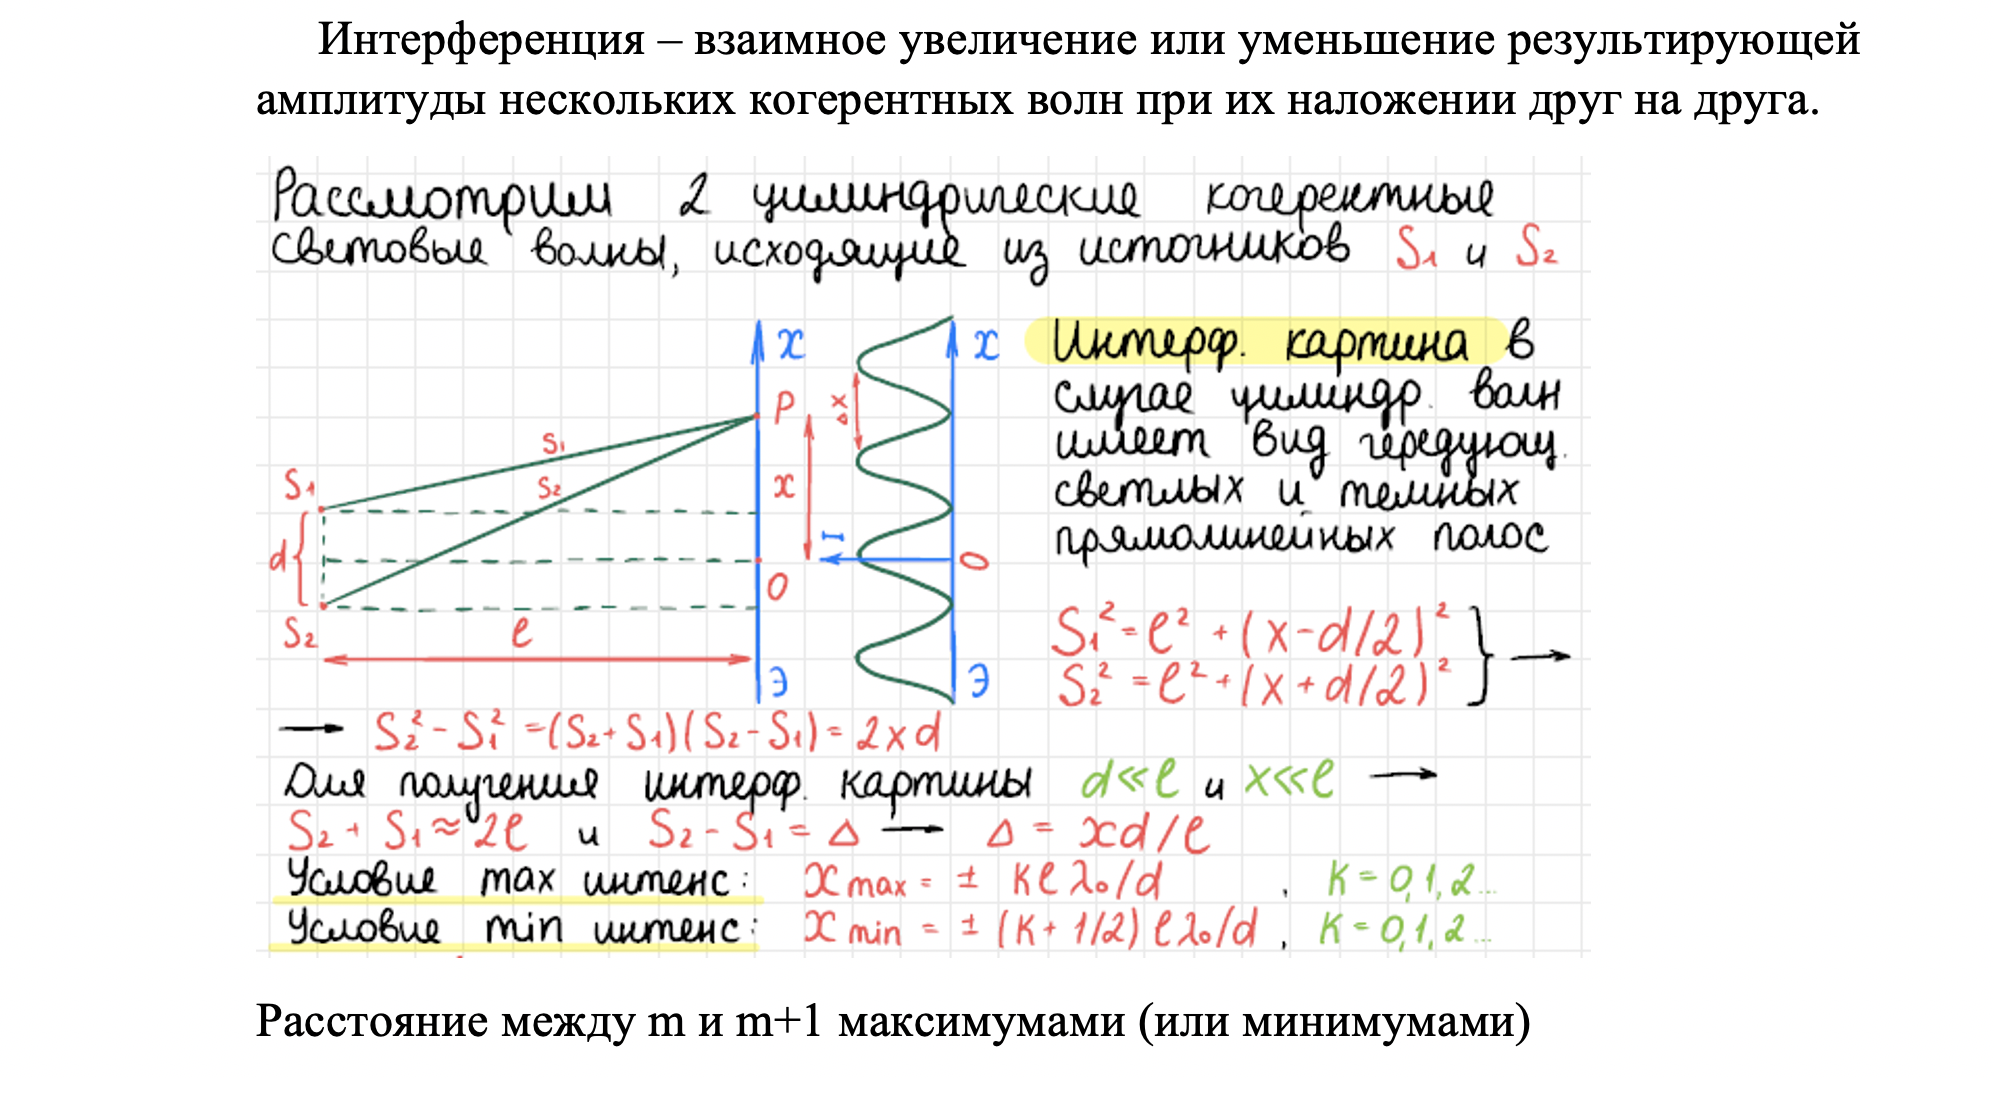 Интерференция – взаимное увеличение или уменьшение результирующей
амплитуды нескольких когерентных волн при их наложении друг на друга.
Рассмотрим 2 цилиндрические когерентные
световые волны, исходящие из источников S₁ и S₂
S₁
S₂
d
S₁
S₂
l
X
P
x
O
Э
Δx
I
X
O
Э
Интерф. картина в
случае цилиндр. волн
имеет вид чередующ.
светлых и темных
прямолинейных полос
S₁² = l² + (x - d/2)²
S₂² = l² + (x + d/2)² } →
→ S₂² - S₁² = (S₂ + S₁)(S₂ - S₁) = 2xd
Для получения интерф. картины d≪l и x≪l →
S₂ + S₁ ≈ 2l и S₂ - S₁ = Δ → Δ = xd/l
Условие max интенс: x max = ± kl λ₀/d , K = 0,1,2...
Условие min интенс: x min = ± (K + 1/2) l λ₀/d , K = 0,1,2...
Расстояние между m и m+1 максимумами (или минимумами)